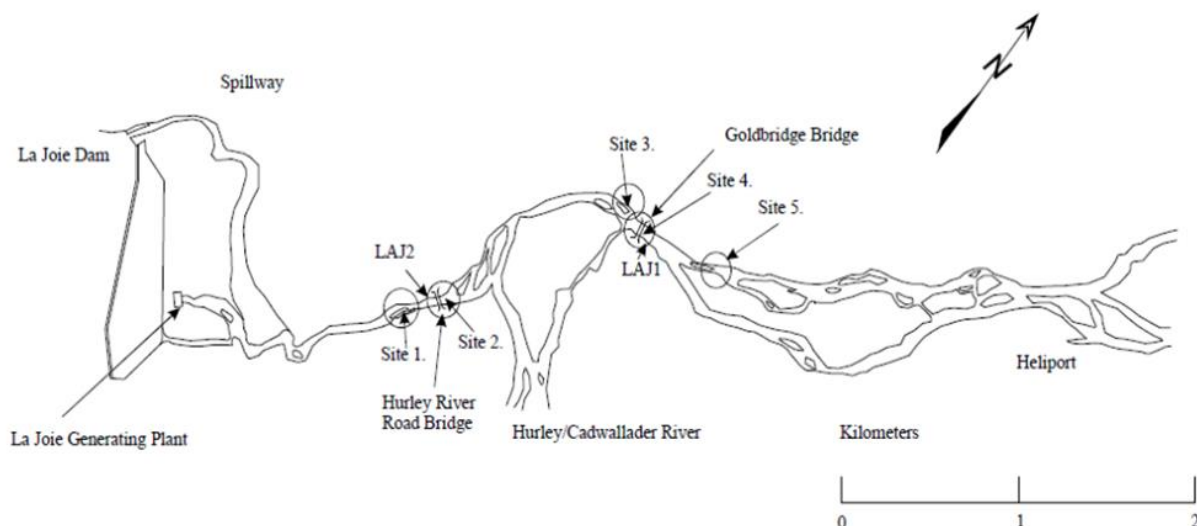 N
Spillway
La Joie Dam
Goldbridge Bridge
Site 3.
Site 4.
Site 5.
LAJ2
LAJ1
Site 1.
Site 2.
Hurley River
Road Bridge
Heliport
La Joie Generating Plant
Hurley/Cadwallader River
Kilometers
0 1 2